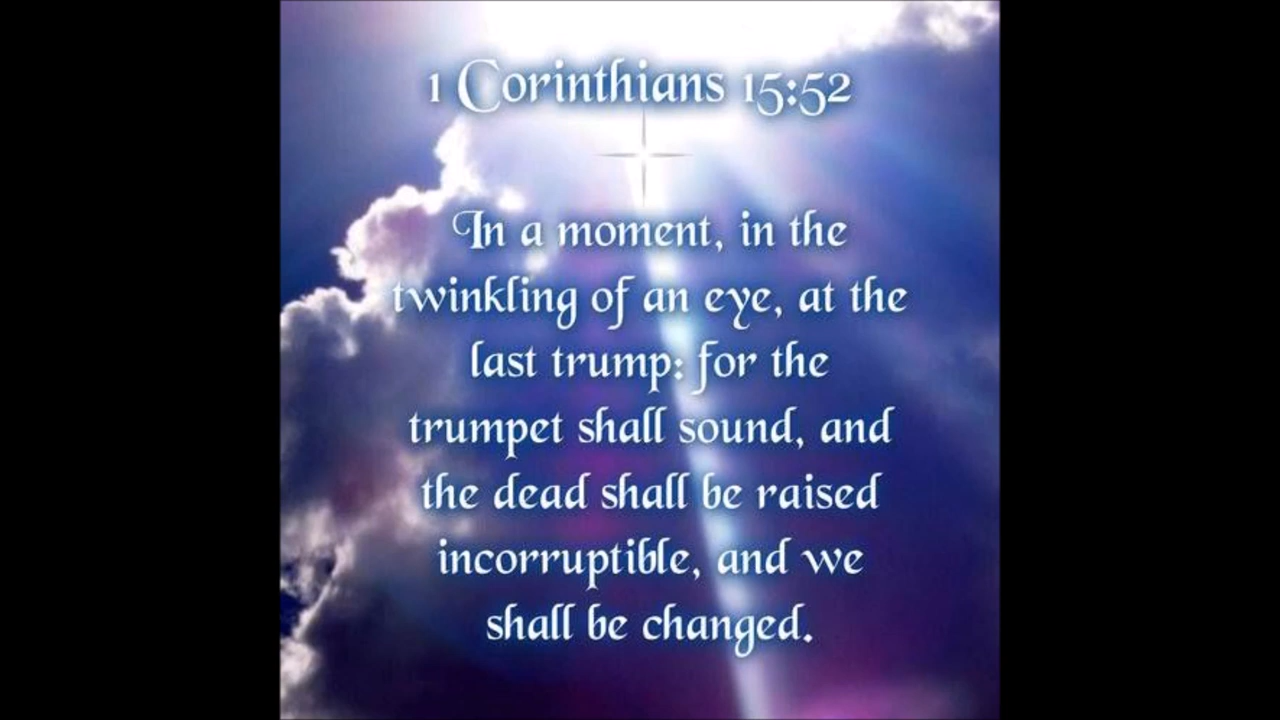 1 Corinthians 15:52
In a moment, in the
twinkling of an eye, at the
last trump: for the
trumpet shall sound, and
the dead shall be raised
incorruptible, and we
shall be changed.